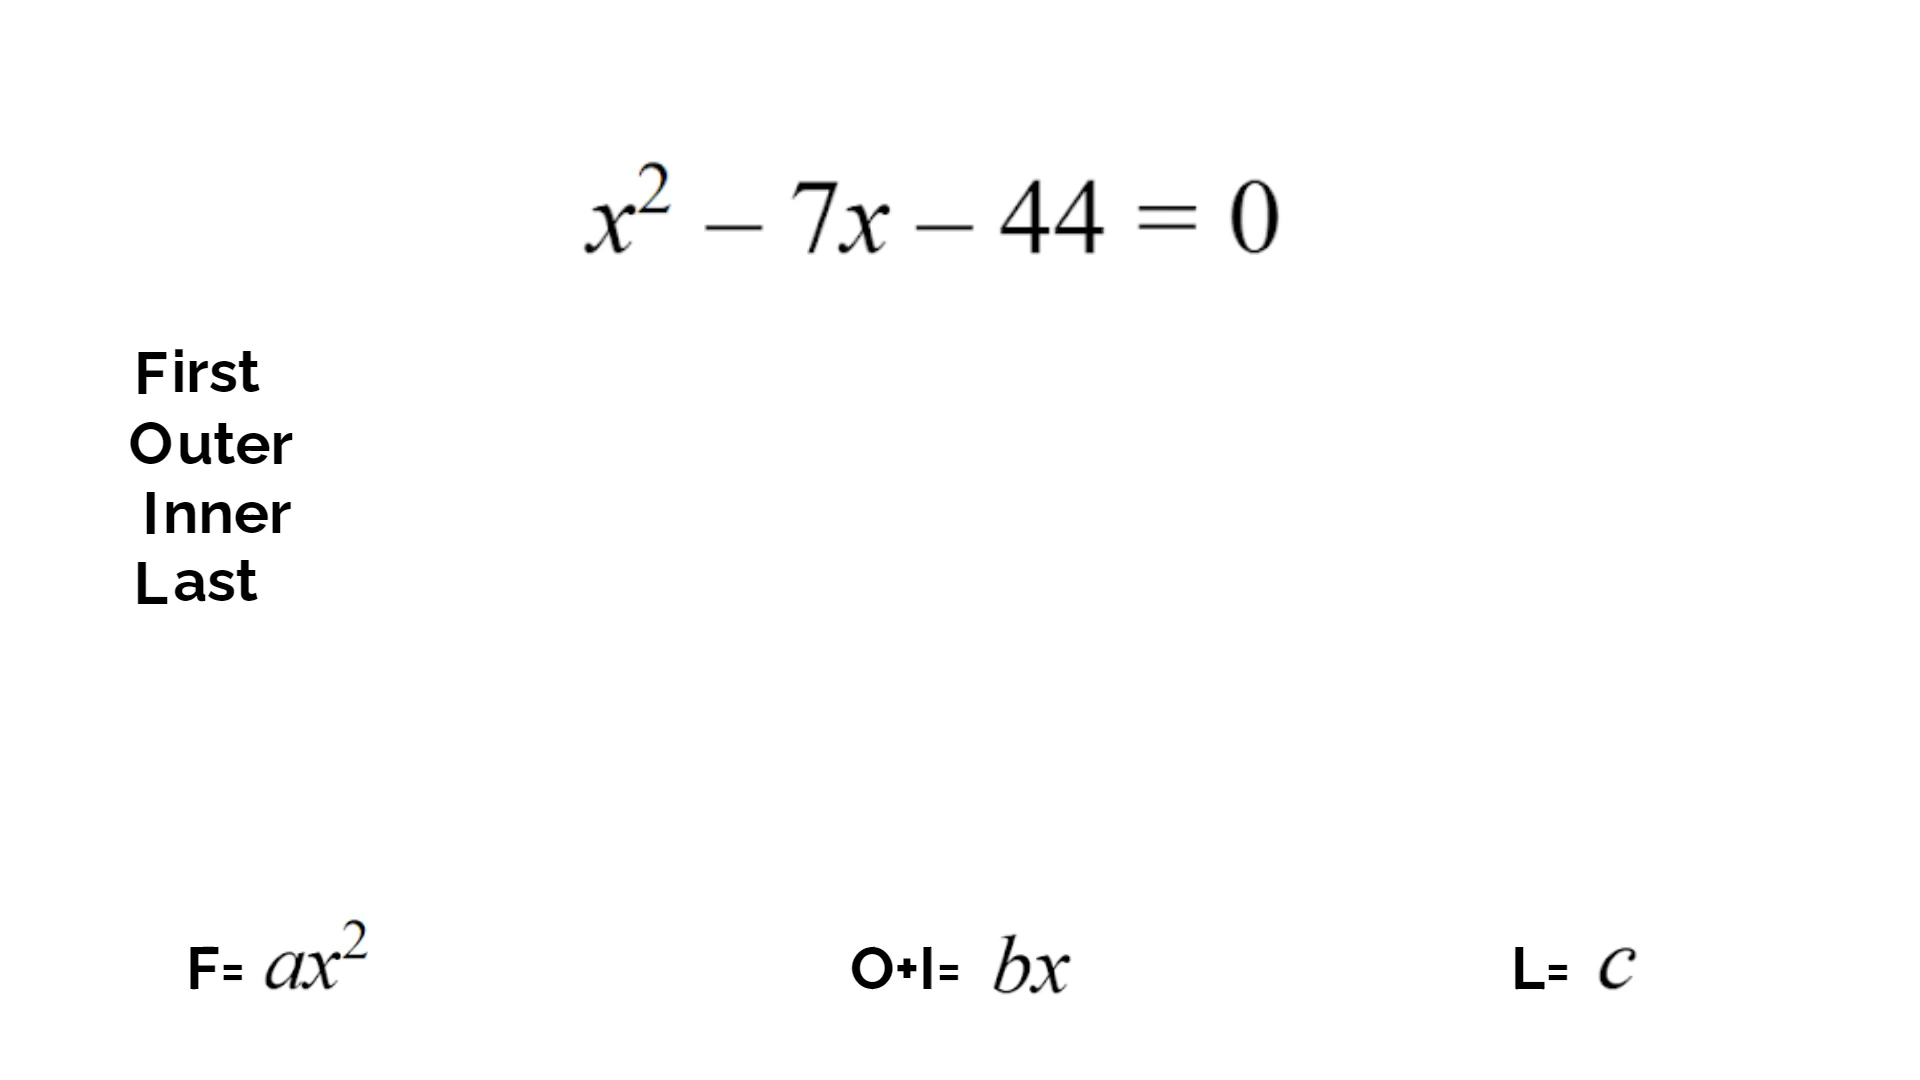 x² – 7x – 44 = 0
First
Outer
Inner
Last
F= ax² O+I= bx L= c